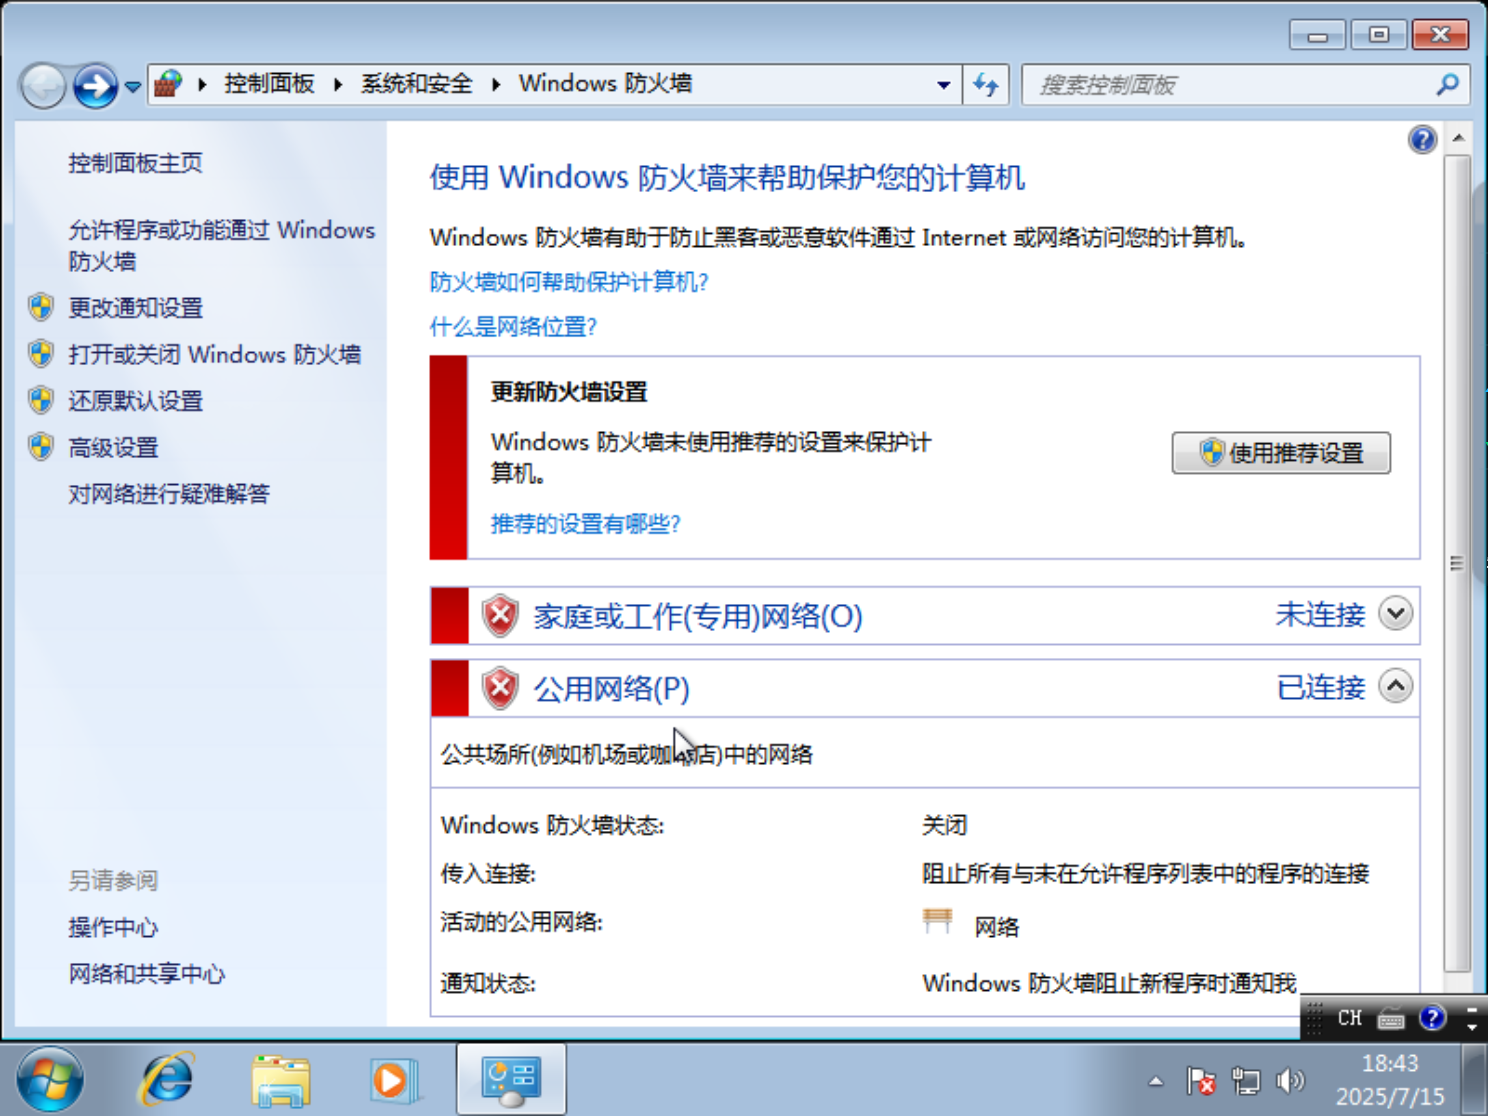 控制面板 系统和安全 Windows 防火墙
搜索控制面板
控制面板主页
允许程序或功能通过 Windows
防火墙
更改通知设置
打开或关闭 Windows 防火墙
还原默认设置
高级设置
对网络进行疑难解答
另请参阅
操作中心
网络和共享中心
使用 Windows 防火墙来帮助保护您的计算机
Windows 防火墙有助于防止黑客或恶意软件通过 Internet 或网络访问您的计算机。
防火墙如何帮助保护计算机?
什么是网络位置?
更新防火墙设置
Windows 防火墙未使用推荐的设置来保护计
算机。
使用推荐设置
推荐的设置有哪些?
家庭或工作(专用)网络(O) 未连接
公用网络(P) 已连接
公共场所(例如机场或咖啡店)中的网络
Windows 防火墙状态: 关闭
传入连接: 阻止所有与未在允许程序列表中的程序的连接
活动的公用网络: 网络
通知状态: Windows 防火墙阻止新程序时通知我
CH
18:43
2025/7/15